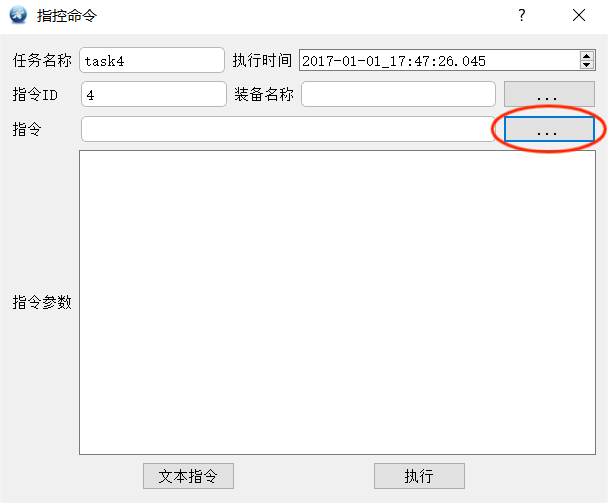 指控命令 ?
任务名称 task4 执行时间 2017-01-01_17:47:26.045
指令ID 4 装备名称 ...
指令 ...
指令参数
文本指令 执行